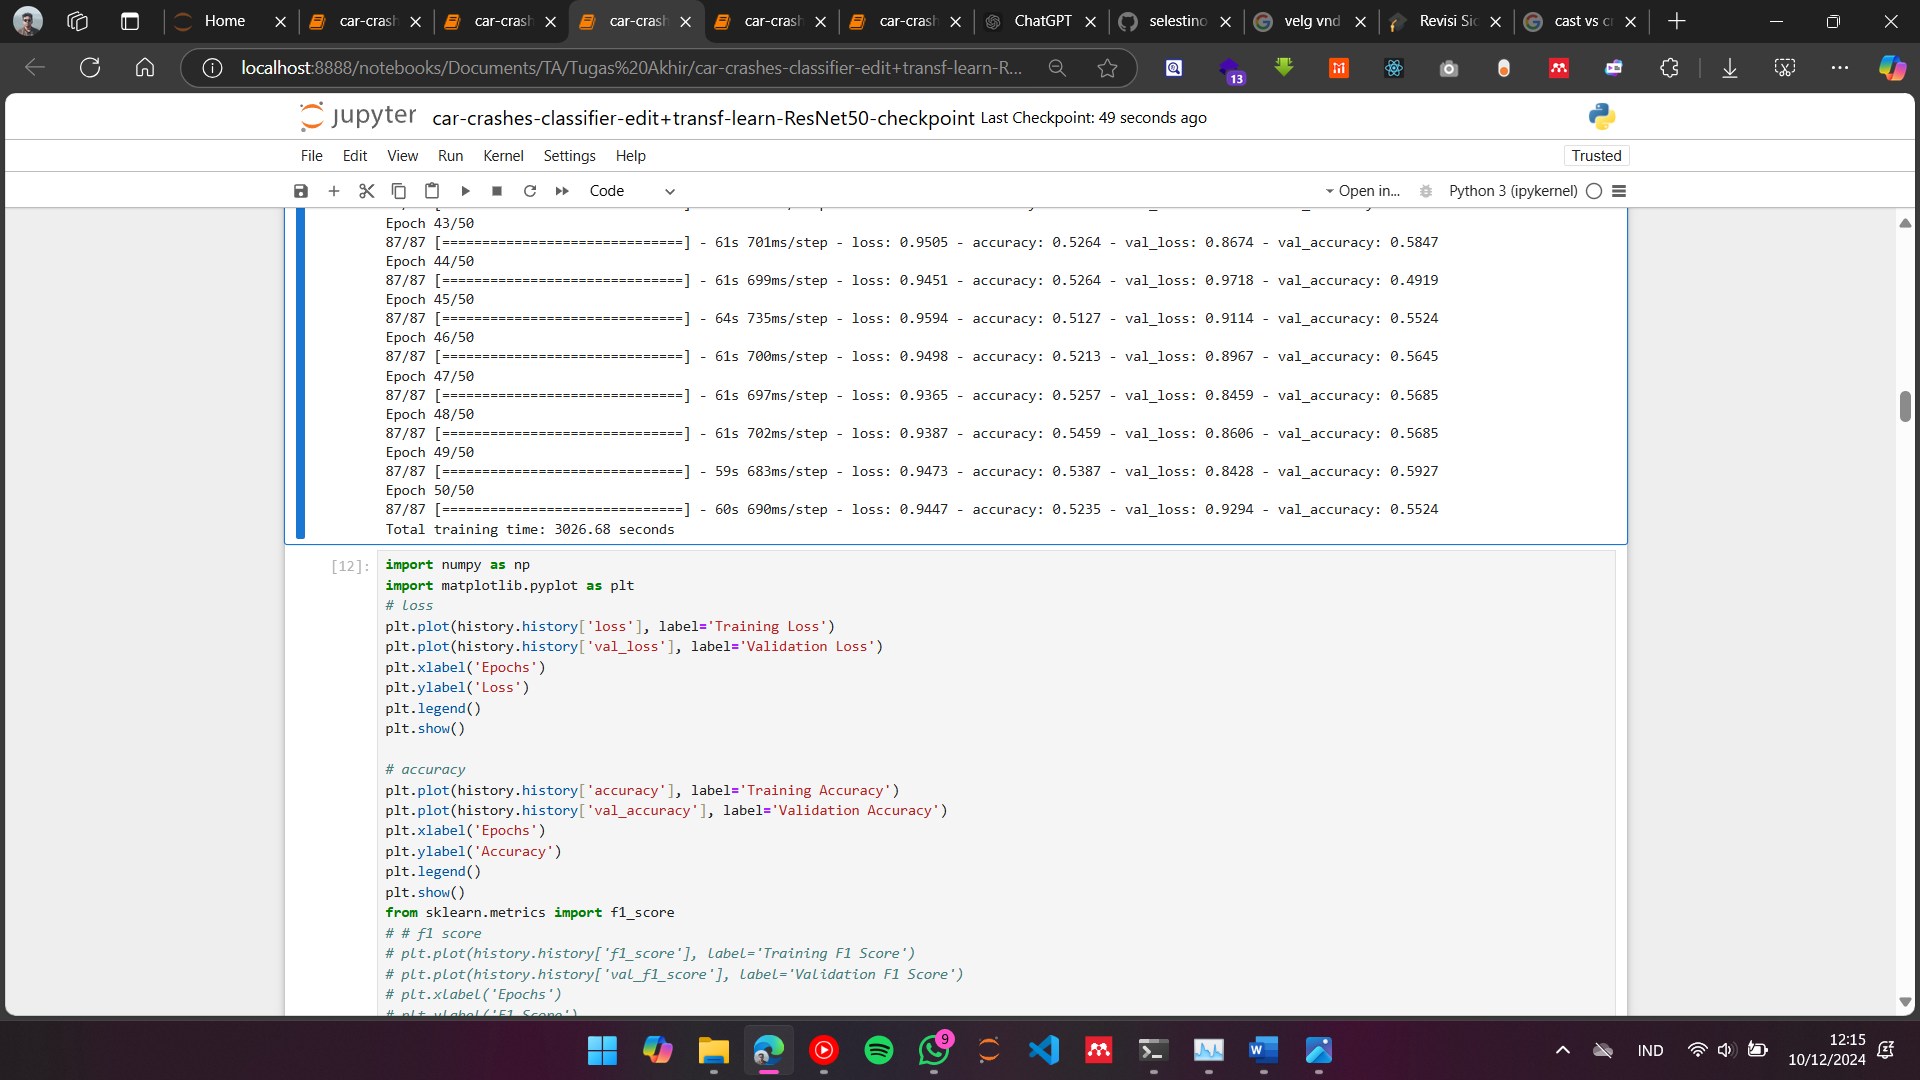 Home
car-crash
car-crash
car-crash
car-crash
car-crash
ChatGPT
selestino
velg vnd
Revisi Sic
cast vs c
localhost:8888/notebooks/Documents/TA/Tugas%20Akhir/car-crashes-classifier-edit+transf-learn-R...
13
jupyter
car-crashes-classifier-edit+transf-learn-ResNet50-checkpoint Last Checkpoint: 49 seconds ago
File Edit View Run Kernel Settings Help
Trusted
Code
Open in...
Python 3 (ipykernel)
Epoch 43/50
87/87 [==============================] - 61s 701ms/step - loss: 0.9505 - accuracy: 0.5264 - val_loss: 0.8674 - val_accuracy: 0.5847
Epoch 44/50
87/87 [==============================] - 61s 699ms/step - loss: 0.9451 - accuracy: 0.5264 - val_loss: 0.9718 - val_accuracy: 0.4919
Epoch 45/50
87/87 [==============================] - 64s 735ms/step - loss: 0.9594 - accuracy: 0.5127 - val_loss: 0.9114 - val_accuracy: 0.5524
Epoch 46/50
87/87 [==============================] - 61s 700ms/step - loss: 0.9498 - accuracy: 0.5213 - val_loss: 0.8967 - val_accuracy: 0.5645
Epoch 47/50
87/87 [==============================] - 61s 697ms/step - loss: 0.9365 - accuracy: 0.5257 - val_loss: 0.8459 - val_accuracy: 0.5685
Epoch 48/50
87/87 [==============================] - 61s 702ms/step - loss: 0.9387 - accuracy: 0.5459 - val_loss: 0.8606 - val_accuracy: 0.5685
Epoch 49/50
87/87 [==============================] - 59s 683ms/step - loss: 0.9473 - accuracy: 0.5387 - val_loss: 0.8428 - val_accuracy: 0.5927
Epoch 50/50
87/87 [==============================] - 60s 690ms/step - loss: 0.9447 - accuracy: 0.5235 - val_loss: 0.9294 - val_accuracy: 0.5524
Total training time: 3026.68 seconds
[12]:
import numpy as np
import matplotlib.pyplot as plt
# loss
plt.plot(history.history['loss'], label='Training Loss')
plt.plot(history.history['val_loss'], label='Validation Loss')
plt.xlabel('Epochs')
plt.ylabel('Loss')
plt.legend()
plt.show()
# accuracy
plt.plot(history.history['accuracy'], label='Training Accuracy')
plt.plot(history.history['val_accuracy'], label='Validation Accuracy')
plt.xlabel('Epochs')
plt.ylabel('Accuracy')
plt.legend()
plt.show()
from sklearn.metrics import f1_score
# # f1 score
# plt.plot(history.history['f1_score'], label='Training F1 Score')
# plt.plot(history.history['val_f1_score'], label='Validation F1 Score')
# plt.xlabel('Epochs')
# plt.ylabel('F1 Score')
9
IND
12:15
10/12/2024